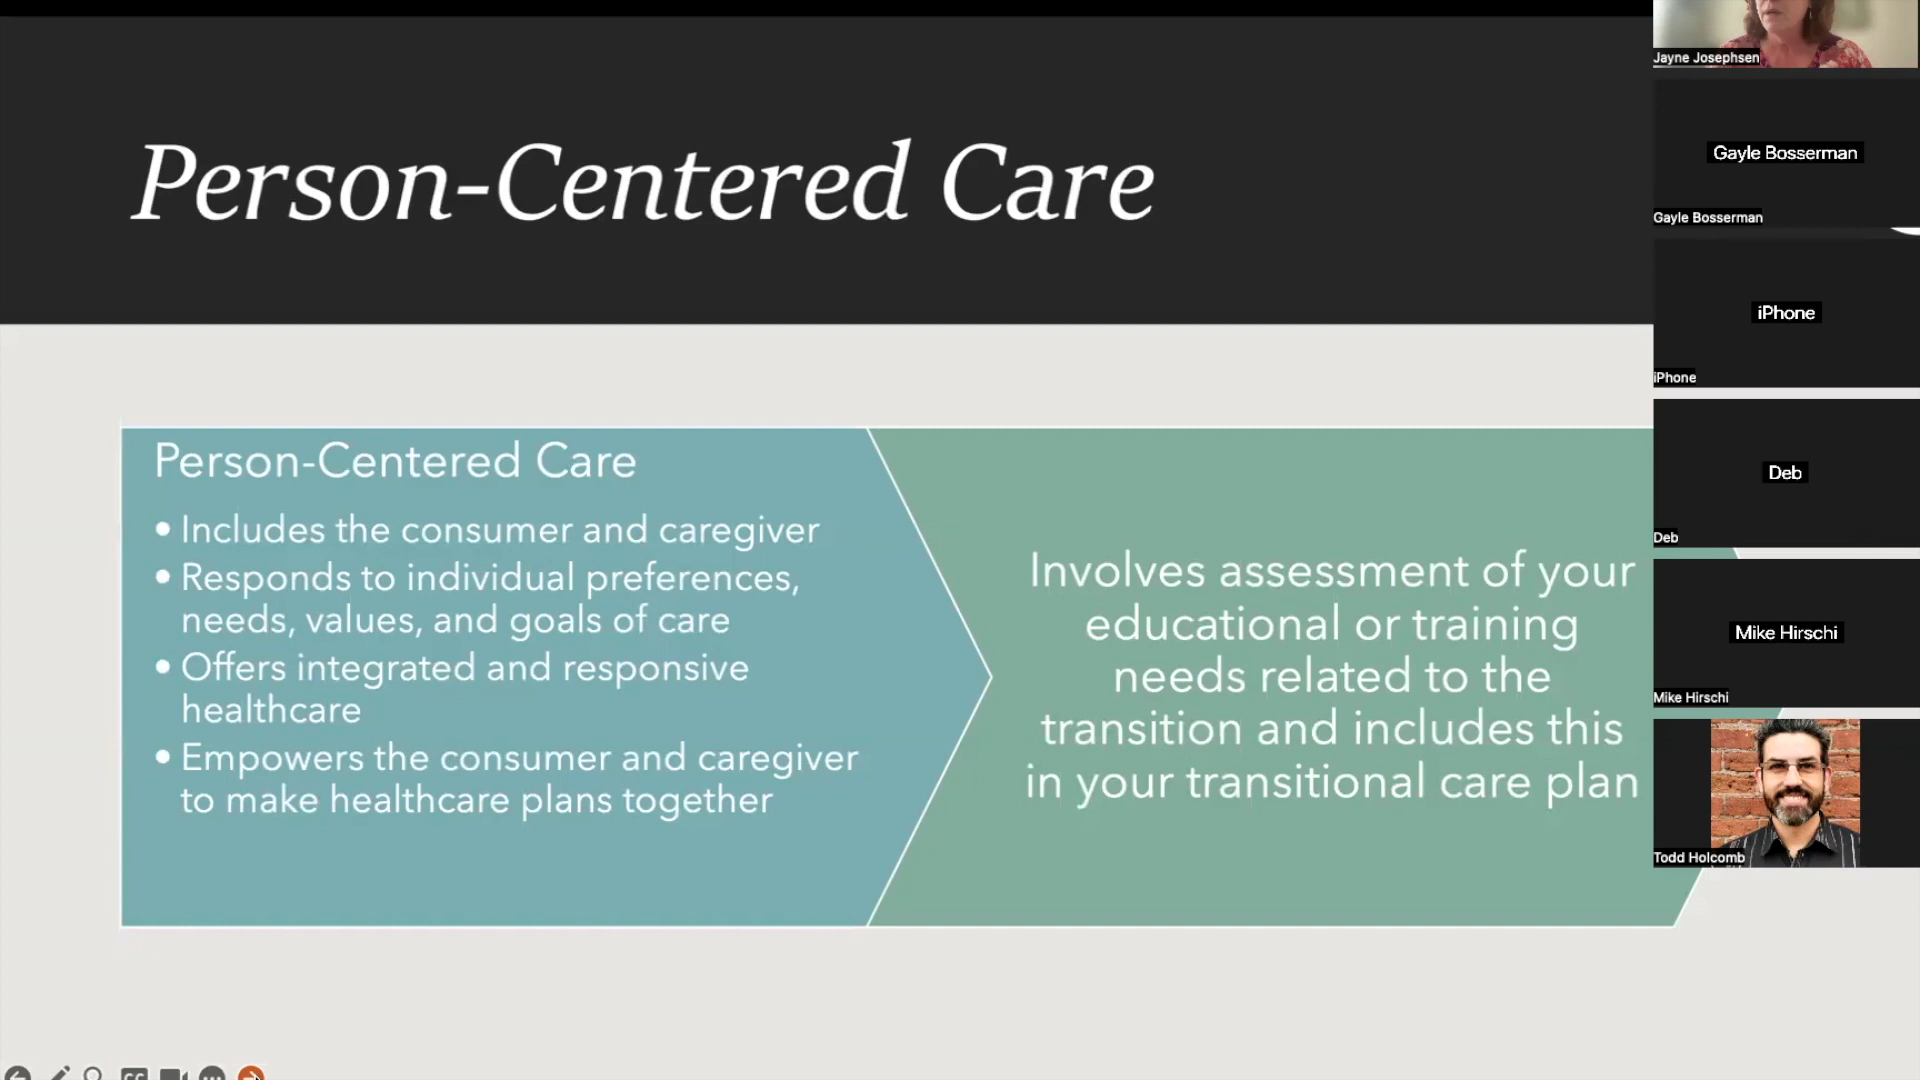 Person-Centered Care
Person-Centered Care
• Includes the consumer and caregiver
• Responds to individual preferences,
needs, values, and goals of care
• Offers integrated and responsive
healthcare
• Empowers the consumer and caregiver
to make healthcare plans together
Involves assessment of your
educational or training
needs related to the
transition and includes this
in your transitional care plan
Jayne Josephsen
Gayle Bosserman
Gayle Bosserman
iPhone
iPhone
Deb
Deb
Mike Hirschi
Mike Hirschi
Todd Holcomb
CC